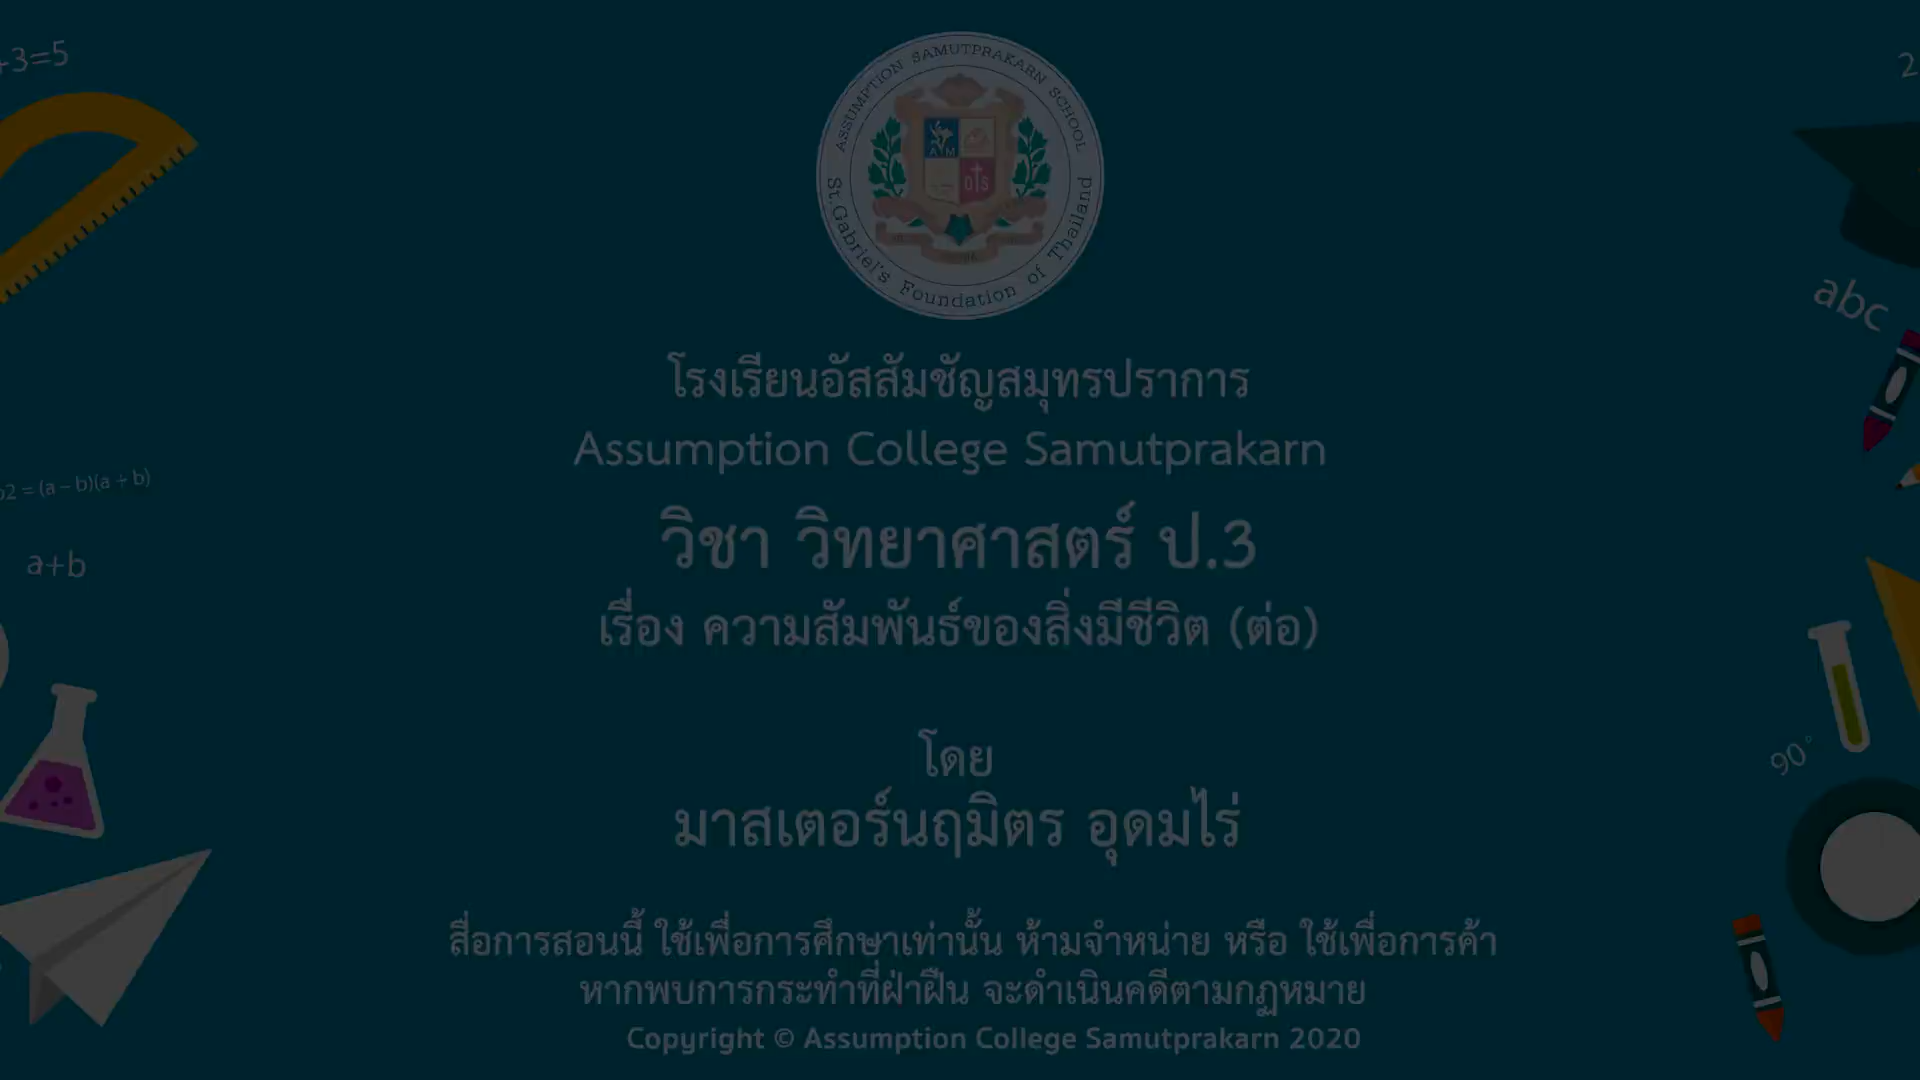 +3=5
2
ASSUMPTION SAMUTPRAKARN SCHOOL
St.Gabriel's Foundation of Thailand
A M
D S
abc
โรงเรียนอัสสัมชัญสมุทรปราการ
Assumption College Samutprakarn
b2 = (a – b)(a + b)
วิชา วิทยาศาสตร์ ป.3
a+b
เรื่อง ความสัมพันธ์ของสิ่งมีชีวิต (ต่อ)
90°
โดย
มาสเตอร์นฤมิตร อุดมไร่
สื่อการสอนนี้ ใช้เพื่อการศึกษาเท่านั้น ห้ามจำหน่าย หรือ ใช้เพื่อการค้า
หากพบการกระทำที่ฝ่าฝืน จะดำเนินคดีตามกฎหมาย
Copyright © Assumption College Samutprakarn 2020